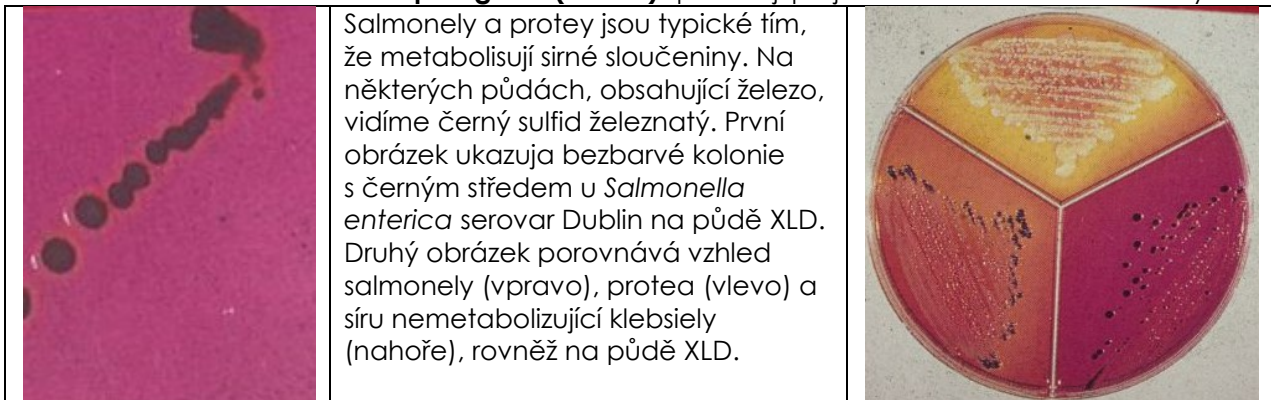 Salmonely a protey jsou typické tím,
že metabolisují sirné sloučeniny. Na
některých půdách, obsahující železo,
vidíme černý sulfid železnatý. První
obrázek ukazuja bezbarvé kolonie
s černým středem u Salmonella
enterica serovar Dublin na půdě XLD.
Druhý obrázek porovnává vzhled
salmonely (vpravo), protea (vlevo) a
síru nemetabolizující klebsiely
(nahoře), rovněž na půdě XLD.